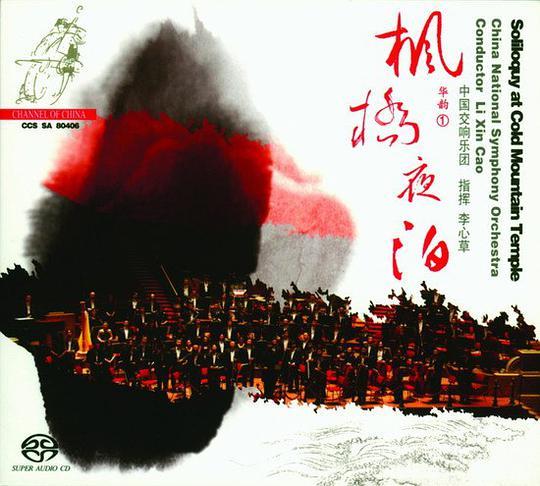 CHANNEL OF CHINA
CCS SA 80406
枫桥夜泊
华韵①
中国交响乐团 指挥 李心草
Soliloquy at Cold Mountain Temple
China National Symphony Orchestra
Conductor Li Xin Cao
SUPER AUDIO CD